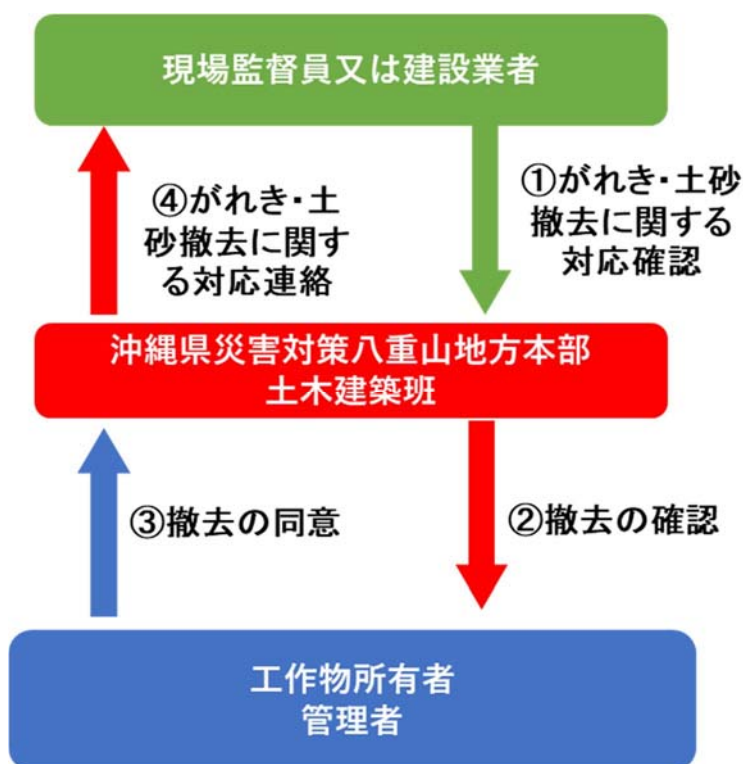 現場監督員又は建設業者
④がれき・土
砂撤去に関す
る対応連絡
①がれき・土砂
撤去に関する
対応確認
沖縄県災害対策八重山地方本部
土木建築班
③撤去の同意
②撤去の確認
工作物所有者
管理者